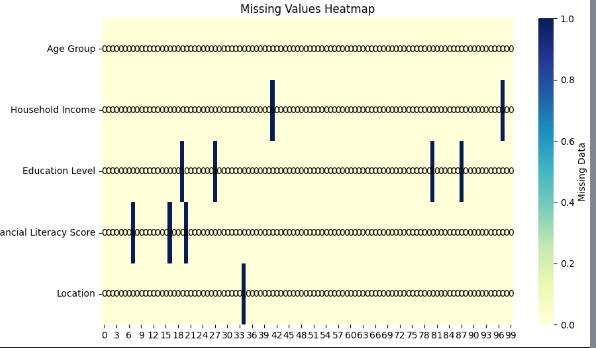 Missing Values Heatmap
Age Group
Household Income
Education Level
ancial Literacy Score
Location
0 3 6 9 12 15 18 21 24 27 30 33 36 39 42 45 48 51 54 57 60 63 66 69 72 75 78 81 84 87 90 93 96 99
1.0
0.8
0.6
0.4
0.2
0.0
Missing Data